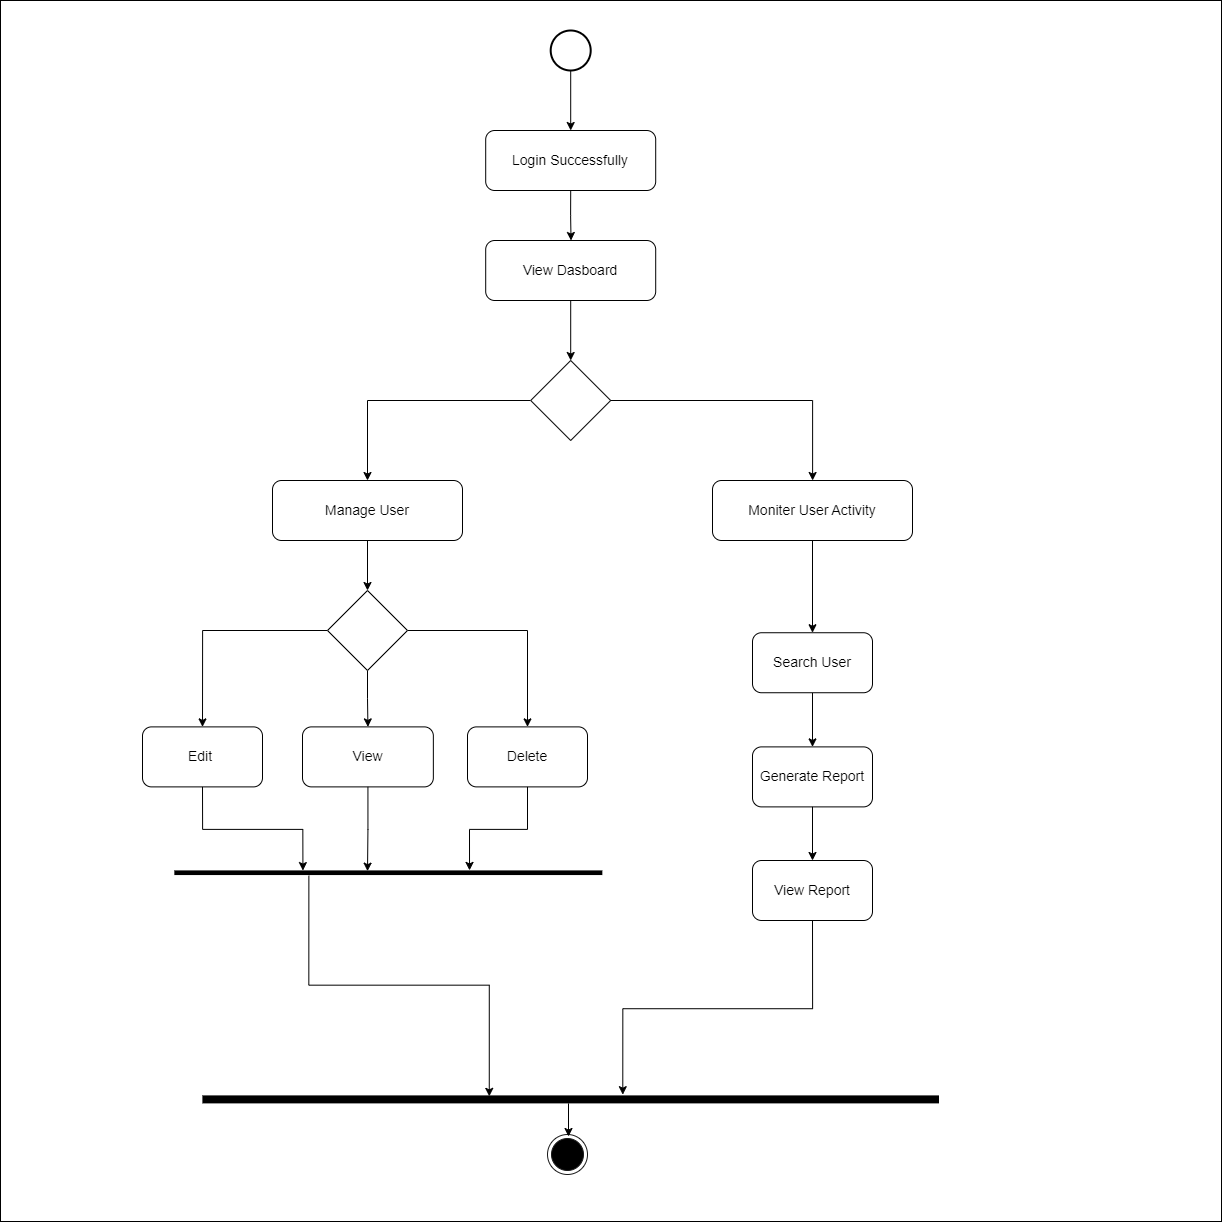 Login Successfully
View Dasboard
Manage User
Moniter User Activity
Search User
Edit
View
Delete
Generate Report
View Report